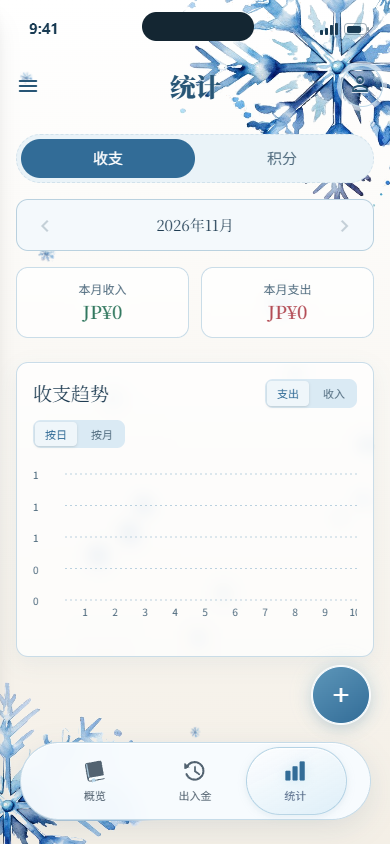 9:41
统计
收支
积分
2026年11月
本月收入
JP¥0
本月支出
JP¥0
收支趋势
支出
收入
按日
按月
1
1
1
0
0
1 2 3 4 5 6 7 8 9 10
+
概览
出入金
统计